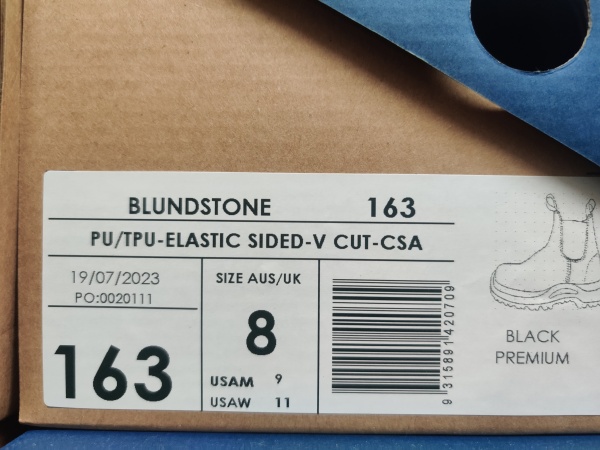 BLUNDSTONE 163
PU/TPU-ELASTIC SIDED-V CUT-CSA
19/07/2023
PO:0020111
163
SIZE AUS/UK
8
USAM 9
USAW 11
9 315891 420709
BLACK
PREMIUM